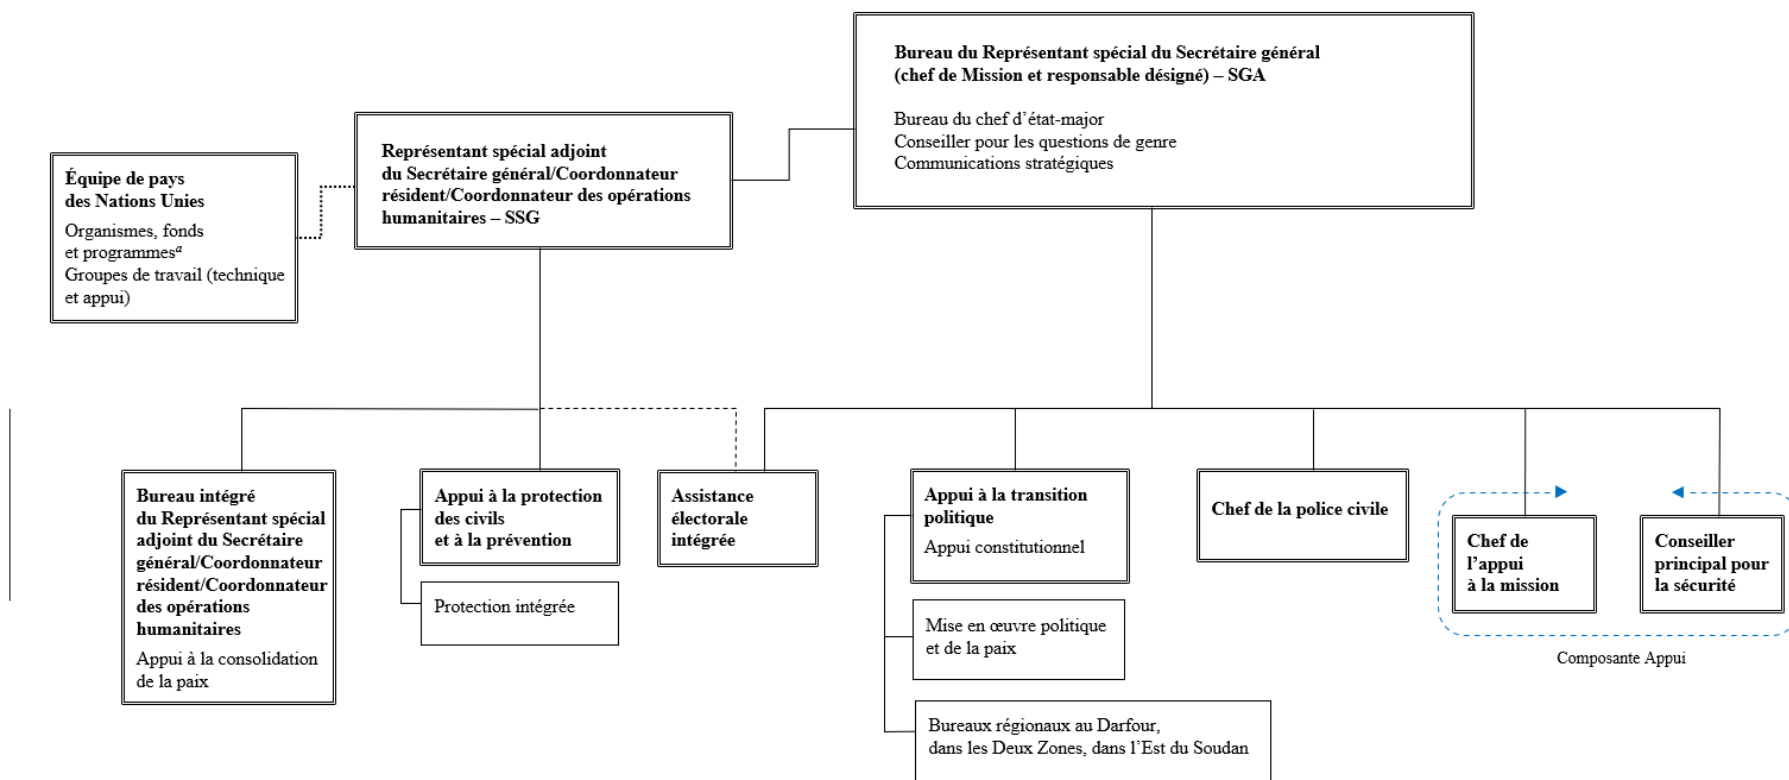 Bureau du Représentant spécial du Secrétaire général
(chef de Mission et responsable désigné) – SGA
Bureau du chef d’état-major
Conseiller pour les questions de genre
Communications stratégiques
Représentant spécial adjoint
du Secrétaire général/Coordonnateur
résident/Coordonnateur des opérations
humanitaires – SSG
Équipe de pays
des Nations Unies
Organismes, fonds
et programmesᵃ
Groupes de travail (technique
et appui)
Bureau intégré
du Représentant spécial
adjoint du Secrétaire
général/Coordonnateur
résident/Coordonnateur
des opérations
humanitaires
Appui à la consolidation
de la paix
Appui à la protection
des civils
et à la prévention
Protection intégrée
Assistance
électorale
intégrée
Appui à la transition
politique
Appui constitutionnel
Mise en œuvre politique
et de la paix
Bureaux régionaux au Darfour,
dans les Deux Zones, dans l’Est du Soudan
Chef de la police civile
Chef de
l’appui
à la mission
Conseiller
principal pour
la sécurité
Composante Appui